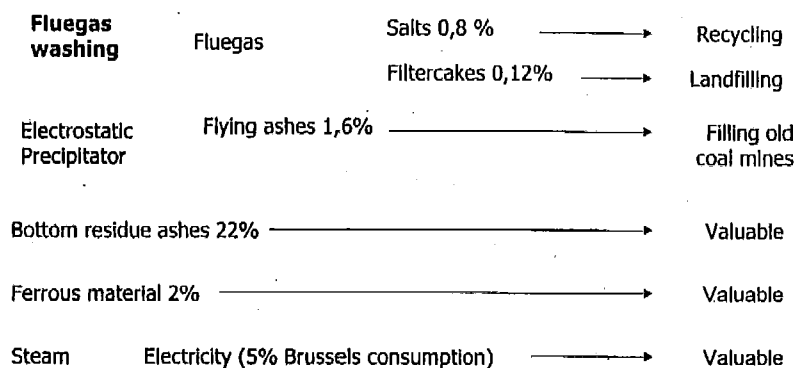 Fluegas washing Fluegas Salts 0,8 % Recycling
Filtercakes 0,12% Landfilling
Electrostatic Precipitator Flying ashes 1,6% Filling old coal mines
Bottom residue ashes 22% Valuable
Ferrous material 2% Valuable
Steam Electricity (5% Brussels consumption) Valuable